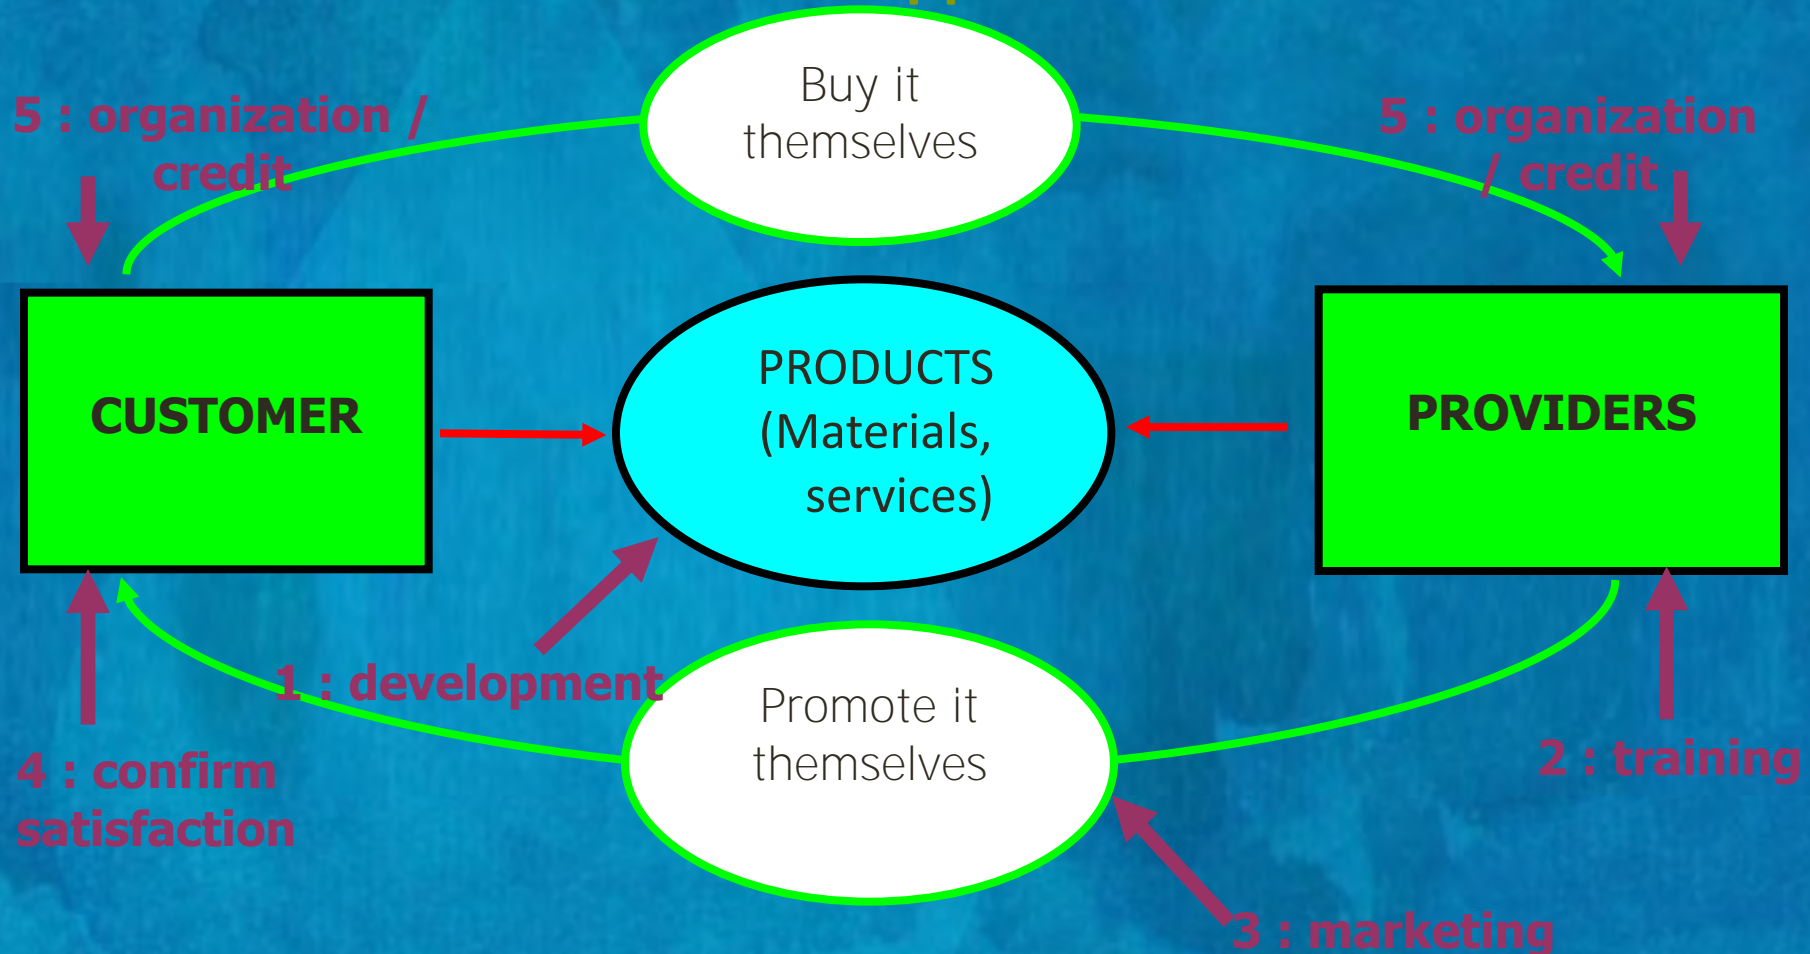 Buy it
themselves
5 : organization /
credit
5 : organization
/ credit
CUSTOMER
PRODUCTS
(Materials,
services)
PROVIDERS
1 : development
Promote it
themselves
4 : confirm
satisfaction
2 : training
3 : marketing